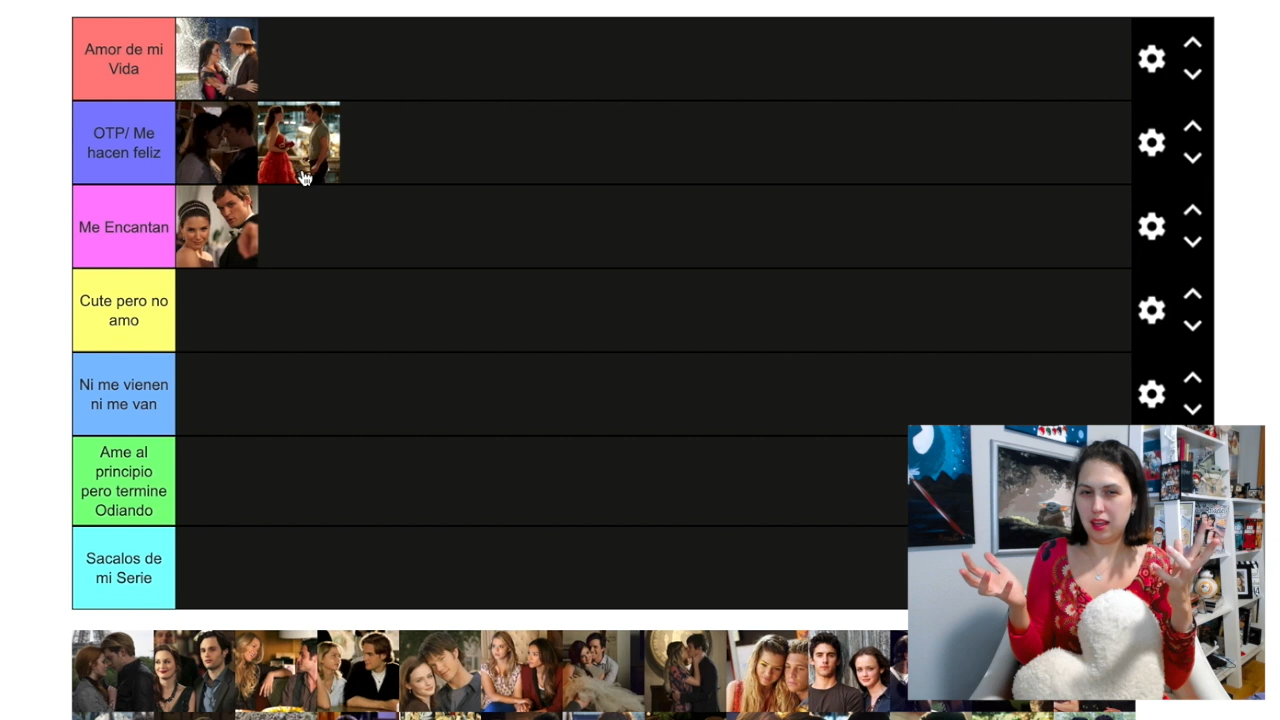 Amor de mi
Vida
OTP/ Me
hacen feliz
Me Encantan
Cute pero no
amo
Ni me vienen
ni me van
Ame al
principio
pero termine
Odiando
Sacalos de
mi Serie